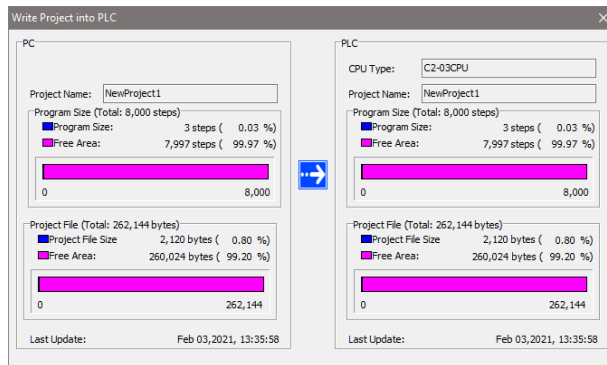 Write Project into PLC
PC
Project Name: NewProject1
Program Size (Total: 8,000 steps)
Program Size: 3 steps ( 0.03 %)
Free Area: 7,997 steps ( 99.97 %)
0 8,000
Project File (Total: 262,144 bytes)
Project File Size 2,120 bytes ( 0.80 %)
Free Area: 260,024 bytes ( 99.20 %)
0 262,144
Last Update: Feb 03,2021, 13:35:58
PLC
CPU Type: C2-03CPU
Project Name: NewProject1
Program Size (Total: 8,000 steps)
Program Size: 3 steps ( 0.03 %)
Free Area: 7,997 steps ( 99.97 %)
0 8,000
Project File (Total: 262,144 bytes)
Project File Size 2,120 bytes ( 0.80 %)
Free Area: 260,024 bytes ( 99.20 %)
0 262,144
Last Update: Feb 03,2021, 13:35:58